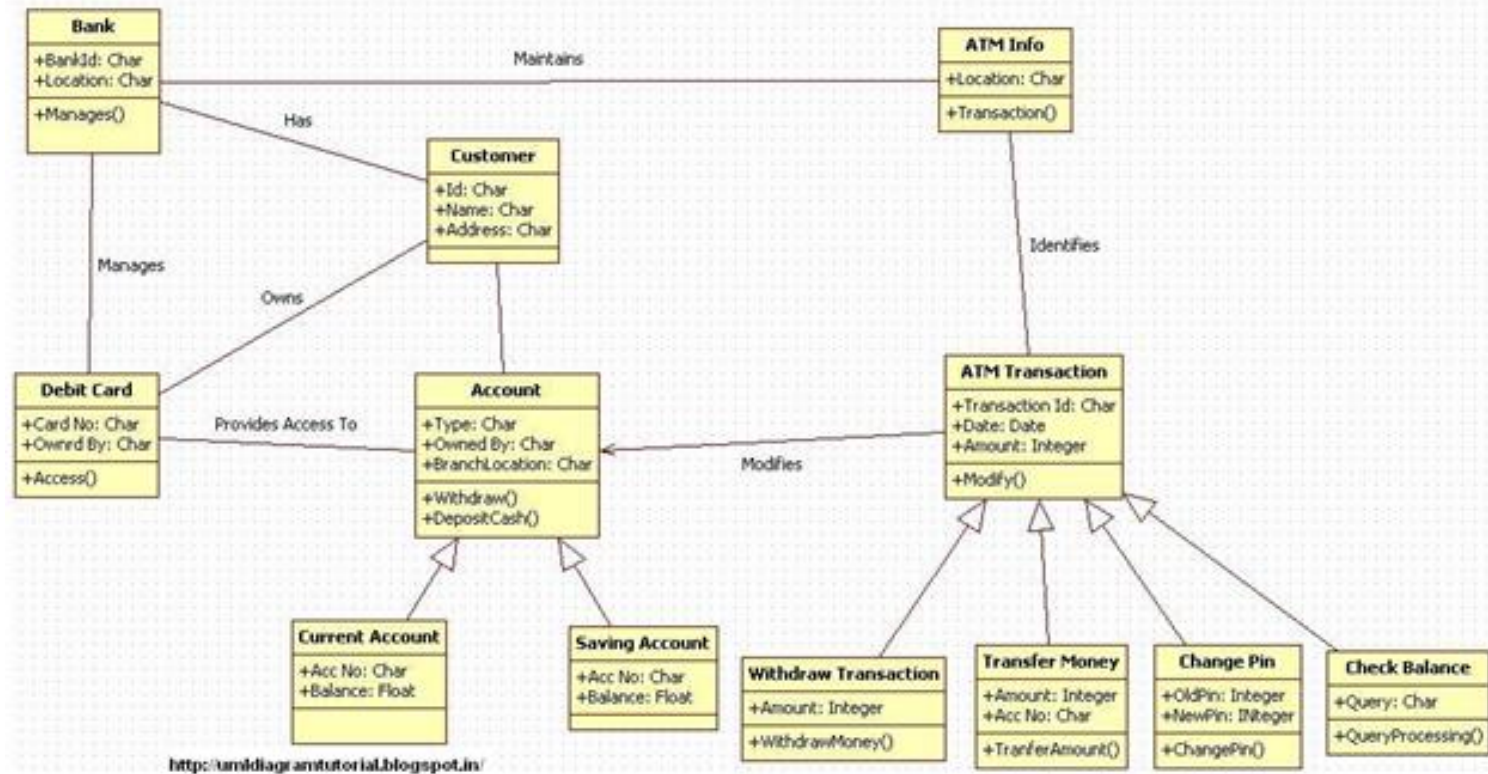 Bank
+BankId: Char
+Location: Char
+Manages()
Maintains
ATM Info
+Location: Char
+Transaction()
Has
Customer
+Id: Char
+Name: Char
+Address: Char
Manages
Owns
Identifies
Debit Card
+Card No: Char
+Ownrd By: Char
+Access()
Provides Access To
Account
+Type: Char
+Owned By: Char
+BranchLocation: Char
+Withdraw()
+DepositCash()
Modifies
ATM Transaction
+Transaction Id: Char
+Date: Date
+Amount: Integer
+Modify()
Current Account
+Acc No: Char
+Balance: Float
Saving Account
+Acc No: Char
+Balance: Float
Withdraw Transaction
+Amount: Integer
+WithdrawMoney()
Transfer Money
+Amount: Integer
+Acc No: Char
+TranferAmount()
Change Pin
+OldPin: Integer
+NewPin: INteger
+ChangePin()
Check Balance
+Query: Char
+QueryProcessing()
http://umldiagramtutorial.blogspot.in/